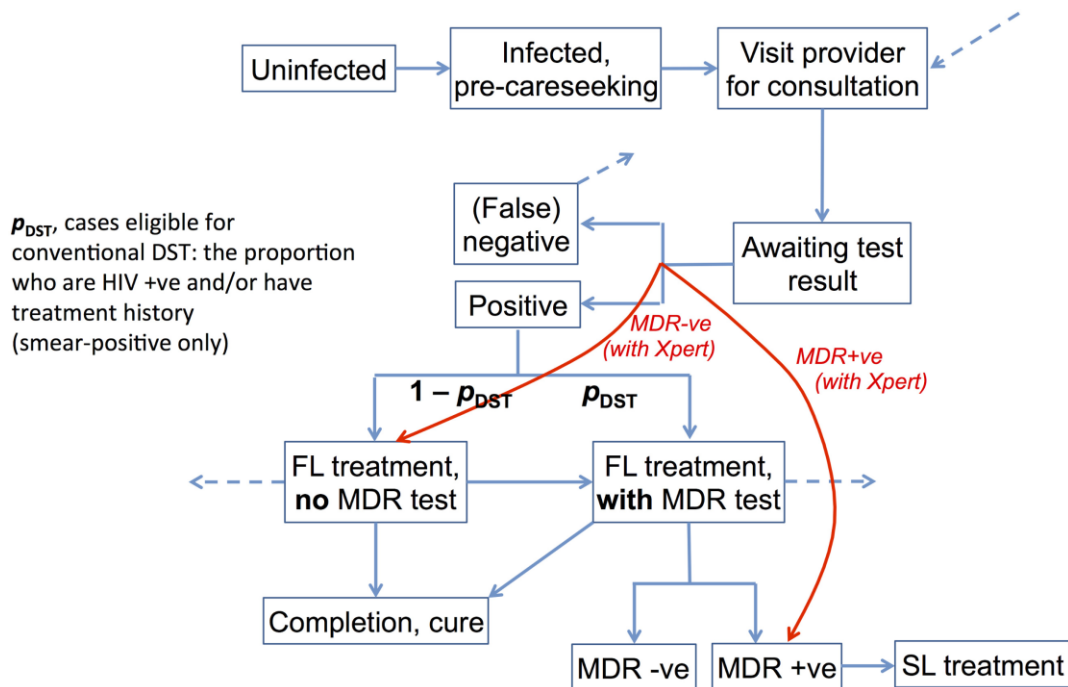 Uninfected
Infected,
pre-careseeking
Visit provider
for consultation
(False)
negative
Awaiting test
result
p_DST, cases eligible for
conventional DST: the proportion
who are HIV +ve and/or have
treatment history
(smear-positive only)
Positive
MDR-ve
(with Xpert)
MDR+ve
(with Xpert)
1 – p_DST
p_DST
FL treatment,
no MDR test
FL treatment,
with MDR test
Completion, cure
MDR -ve
MDR +ve
SL treatment